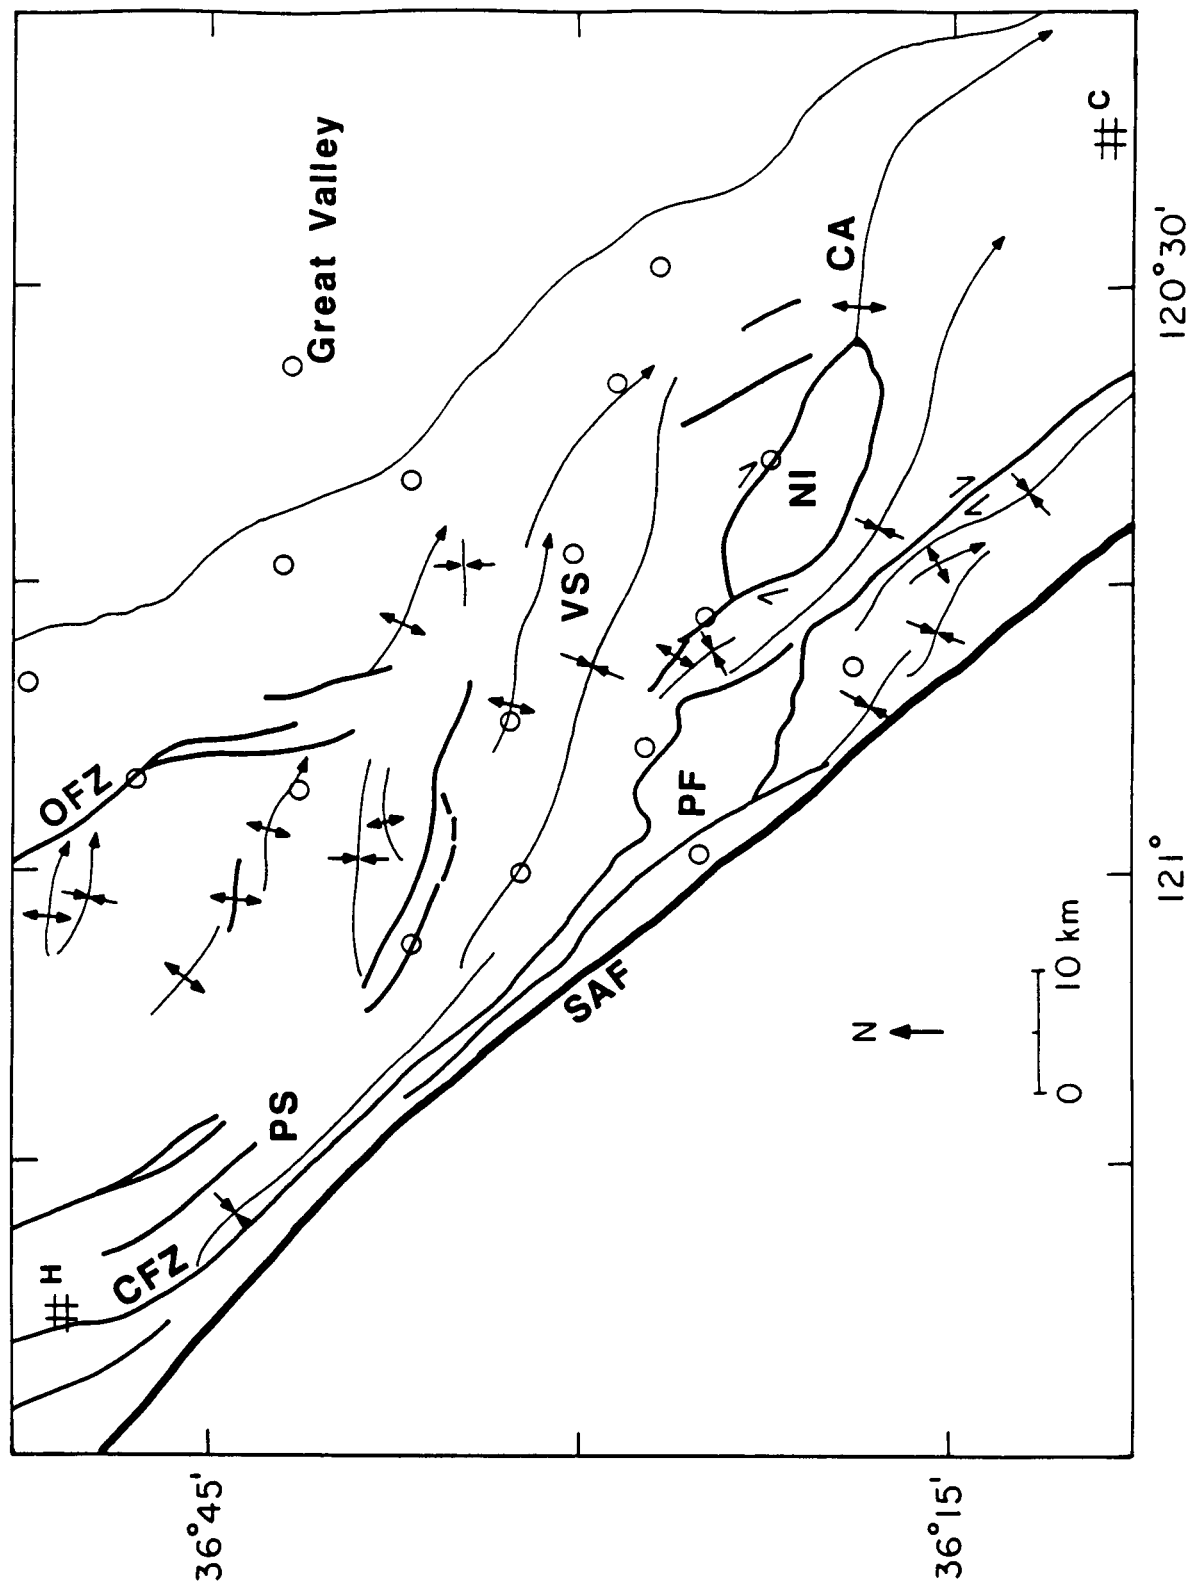 H
CFZ
PS
OFZ
Great Valley
VS
SAF
PF
NI
CA
C
N
0 10 km
36°45'
36°15'
121°
120°30'